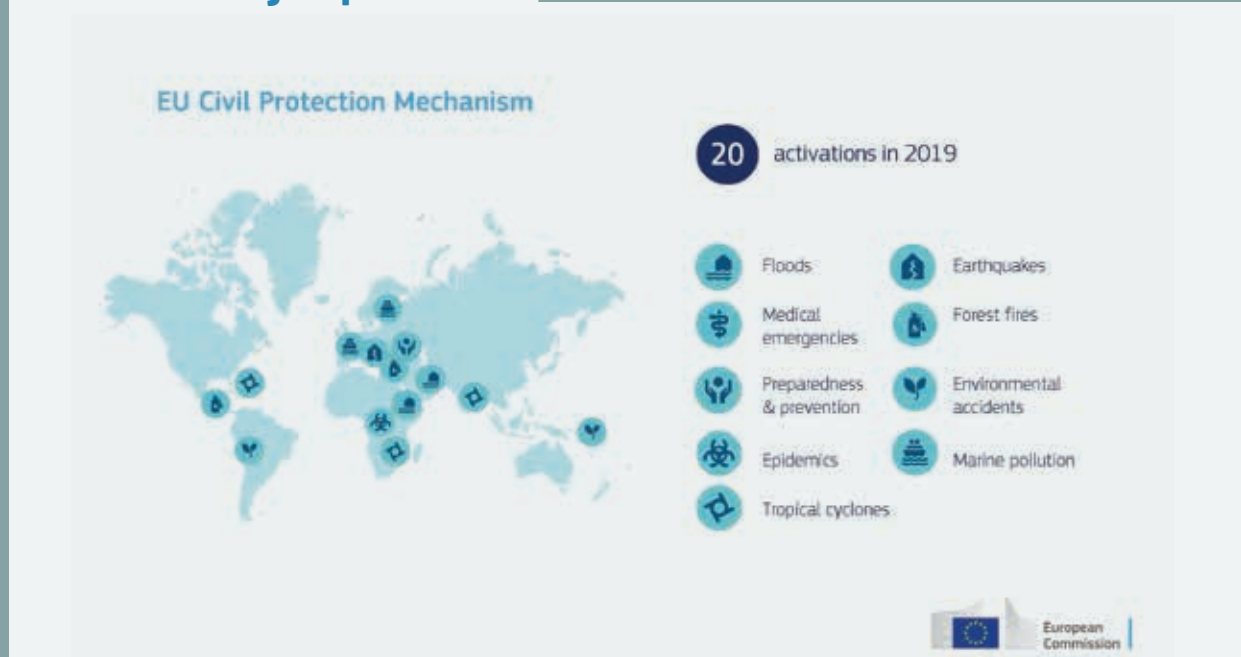 EU Civil Protection Mechanism
20 activations in 2019
Floods
Earthquakes
Medical
emergencies
Forest fires
Preparedness
& prevention
Environmental
accidents
Epidemics
Marine pollution
Tropical cyclones
European
Commission